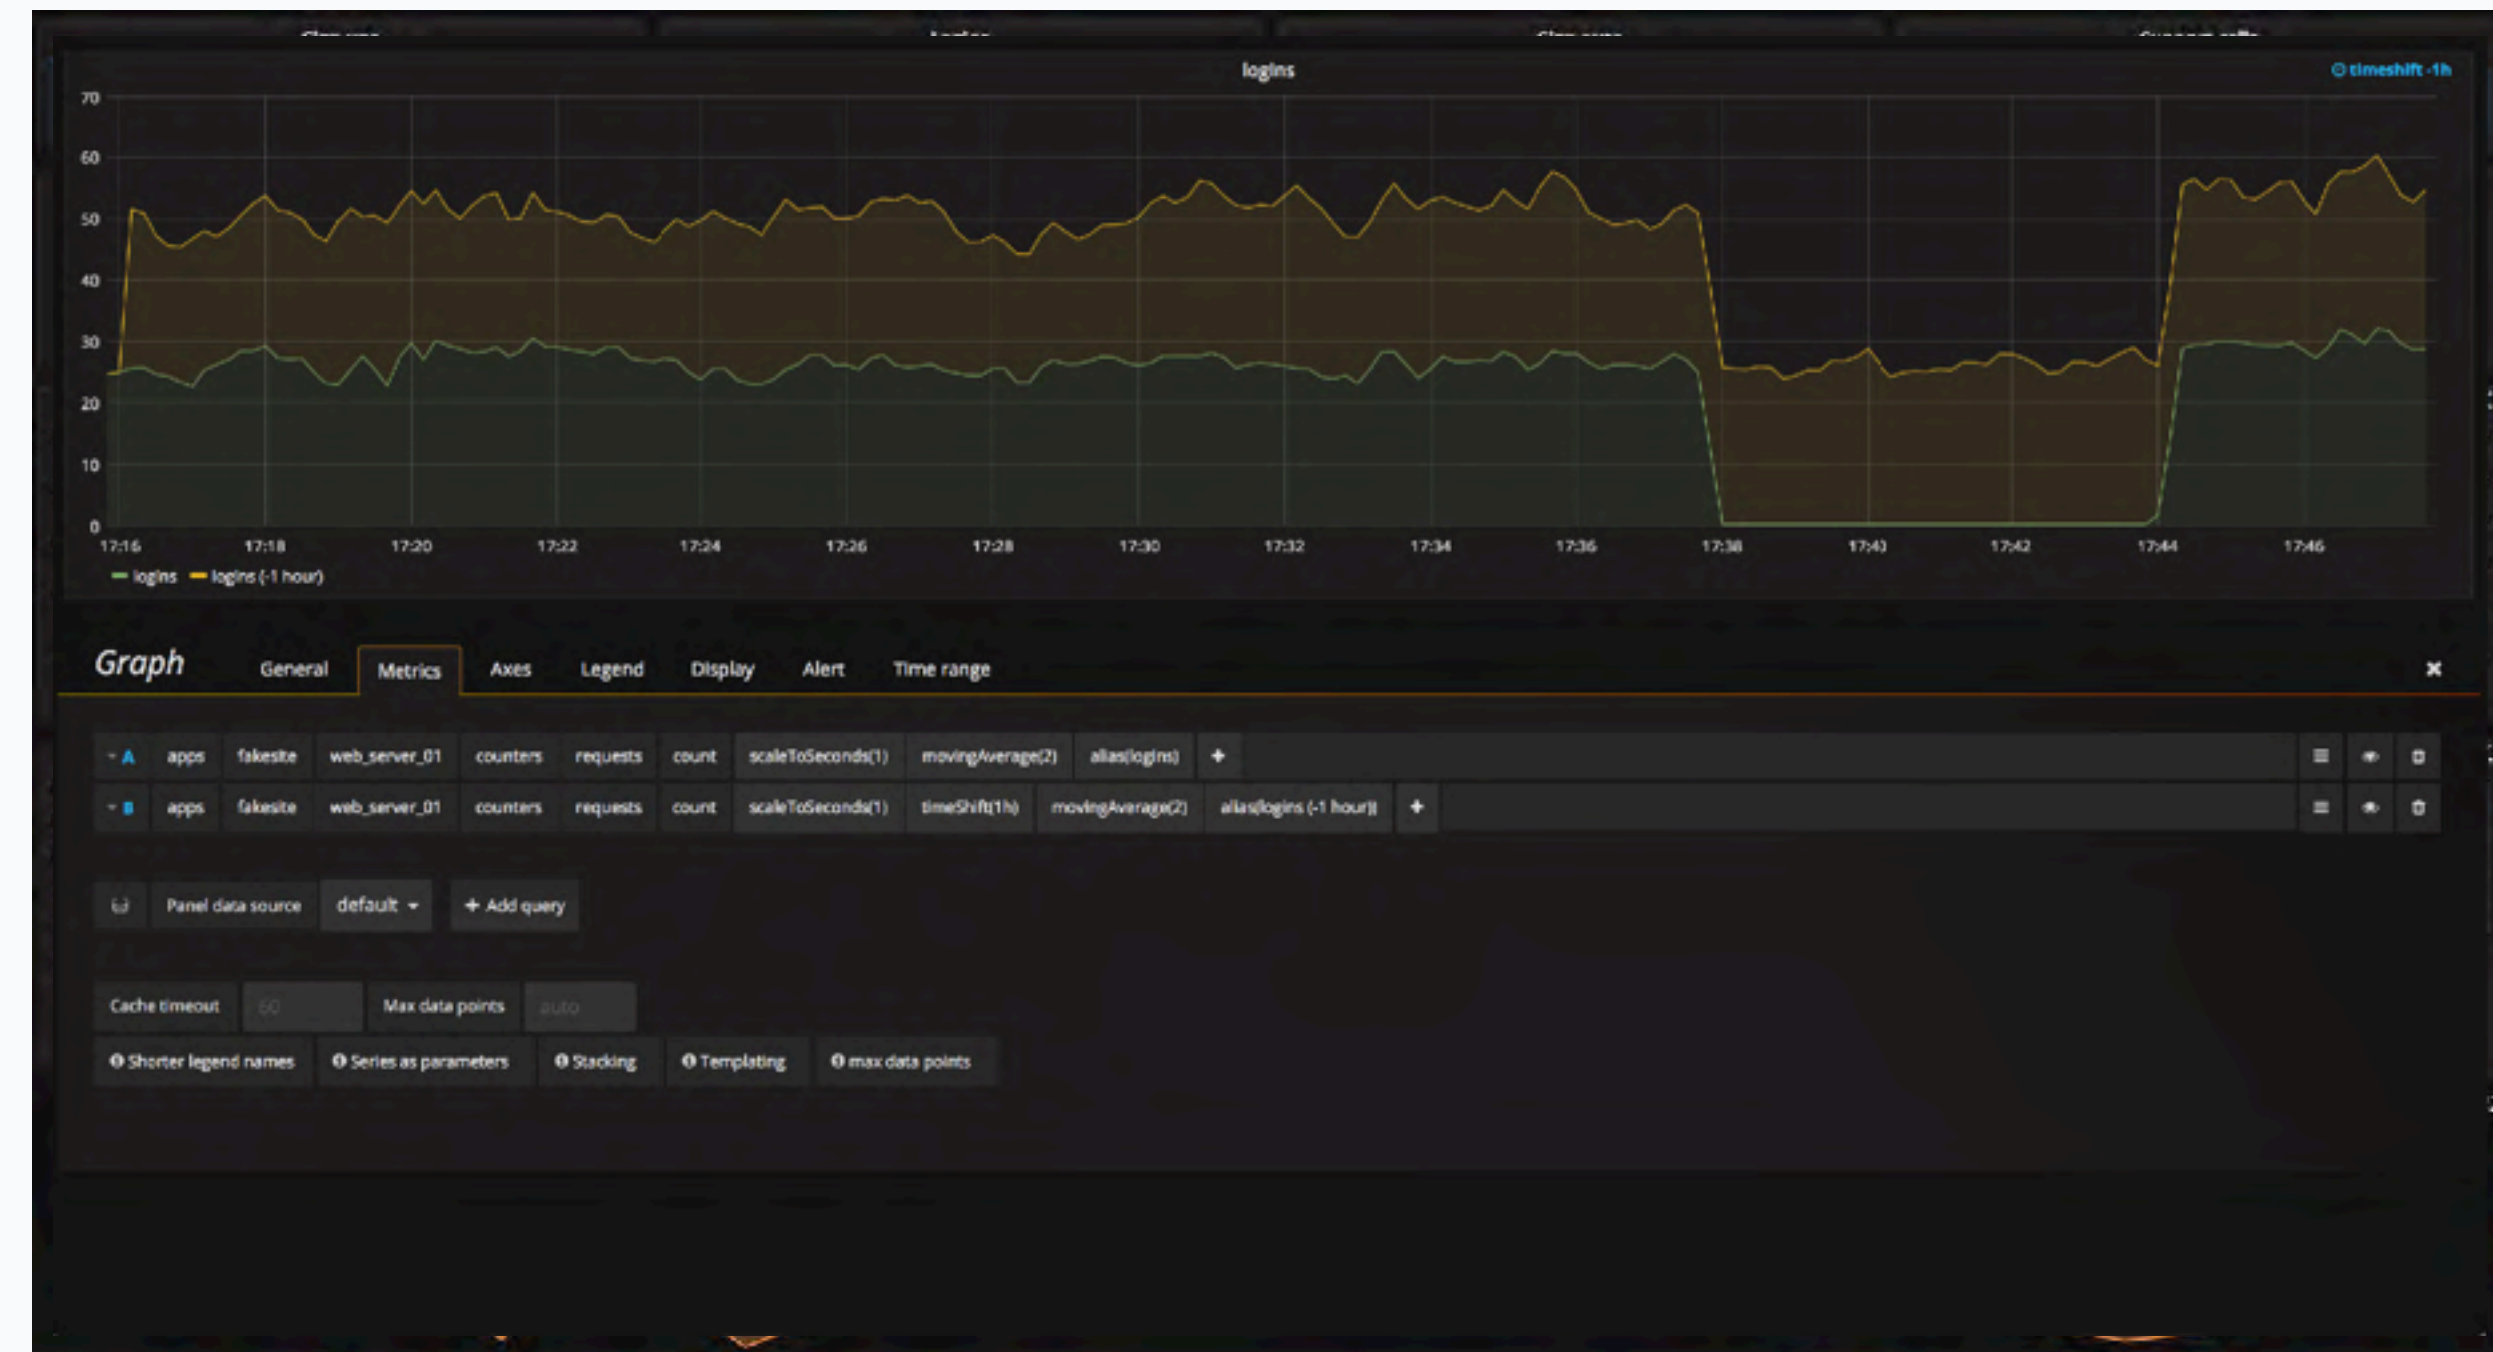 logins
timeshift -1h
70
60
50
40
30
20
10
0
17:16 17:18 17:20 17:22 17:24 17:26 17:28 17:30 17:32 17:34 17:36 17:38 17:40 17:42 17:44 17:46
logins logins (-1 hour)
Graph General Metrics Axes Legend Display Alert Time range
A apps fakesite web_server_01 counters requests count scaleToSeconds(1) movingAverage(2) alias(logins) +
B apps fakesite web_server_01 counters requests count scaleToSeconds(1) timeShift(1h) movingAverage(2) alias(logins (-1 hour)) +
Panel data source default + Add query
Cache timeout 60 Max data points auto
Shorter legend names Series as parameters Stacking Templating max data points